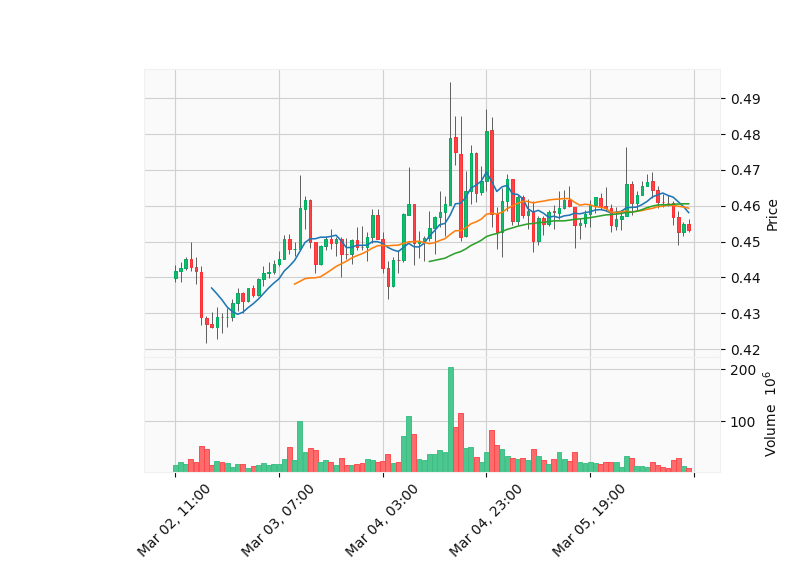 0.49
0.48
0.47
0.46
0.45
0.44
0.43
0.42
Price
200
100
Volume 10^6
Mar 02, 11:00
Mar 03, 07:00
Mar 04, 03:00
Mar 04, 23:00
Mar 05, 19:00